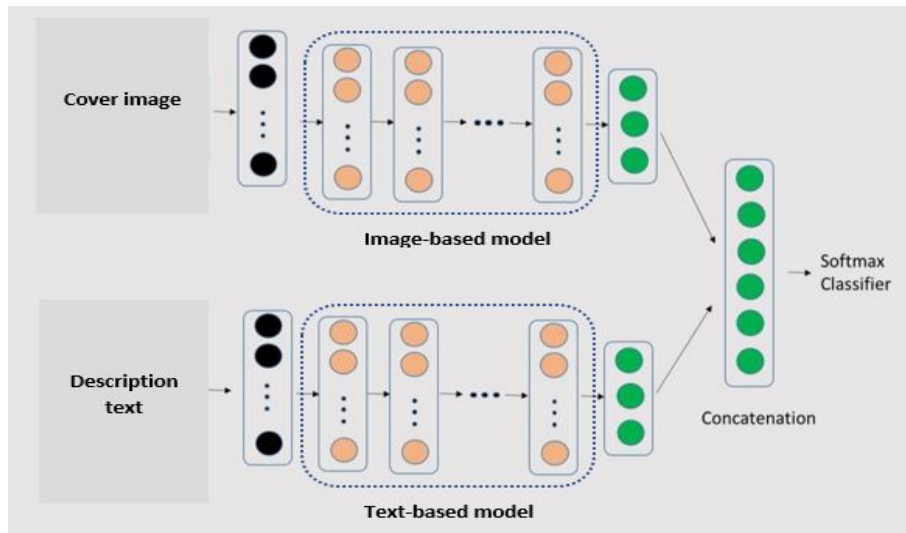 Cover image
Image-based model
Softmax
Classifier
Description
text
Concatenation
Text-based model